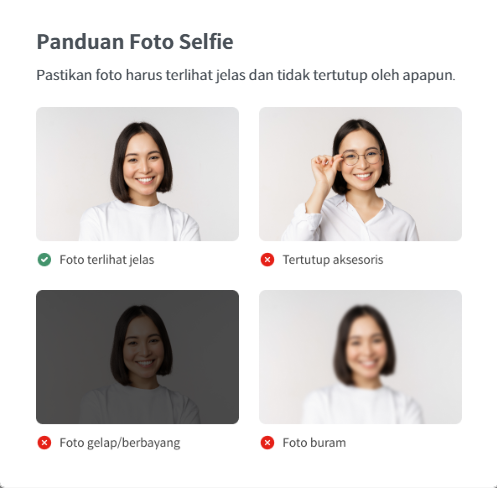 Panduan Foto Selfie
Pastikan foto harus terlihat jelas dan tidak tertutup oleh apapun.
Foto terlihat jelas
Tertutup aksesoris
Foto gelap/berbayang
Foto buram